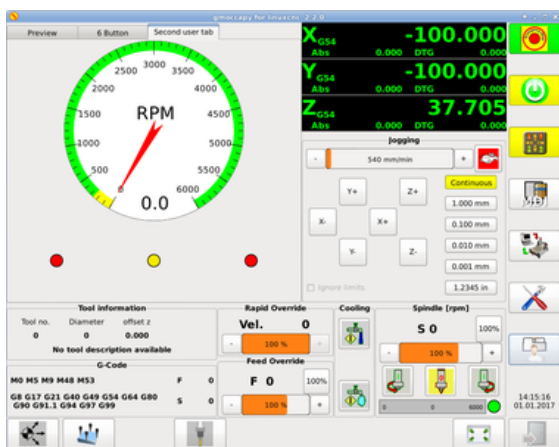 gmoccapy for linuxcnc 2.2.0
Preview 6 Button Second user tab
X G54 -100.000
Abs 0.000 DTG 0.000
Y G54 -100.000
Abs 0.000 DTG 0.000
Z G54 37.705
Abs 0.000 DTG 0.000
0 500 1000 1500 2000 2500 3000 3500 4000 4500 5000 5500 6000
RPM
0.0
Jogging
- 540 mm/min +
Continuous
1.000 mm
0.100 mm
0.010 mm
0.001 mm
1.2345 in
Y+ Z+
X- X+
Y- Z-
Ignore limits
MDI
Tool information
Tool no. Diameter offset z
0 0 0.000
No tool description available
G-Code
M0 M5 M9 M48 M53 F 0
G8 G17 G21 G40 G49 G54 G64 G80
G90 G91.1 G94 G97 G99 S 0
Rapid Override
Vel. 0
- 100 % +
Feed Override
F 0 100%
- 100 % +
Cooling
Spindle [rpm]
S 0 100%
- 100 % +
0 0 6000
14:15:16
01.01.2017